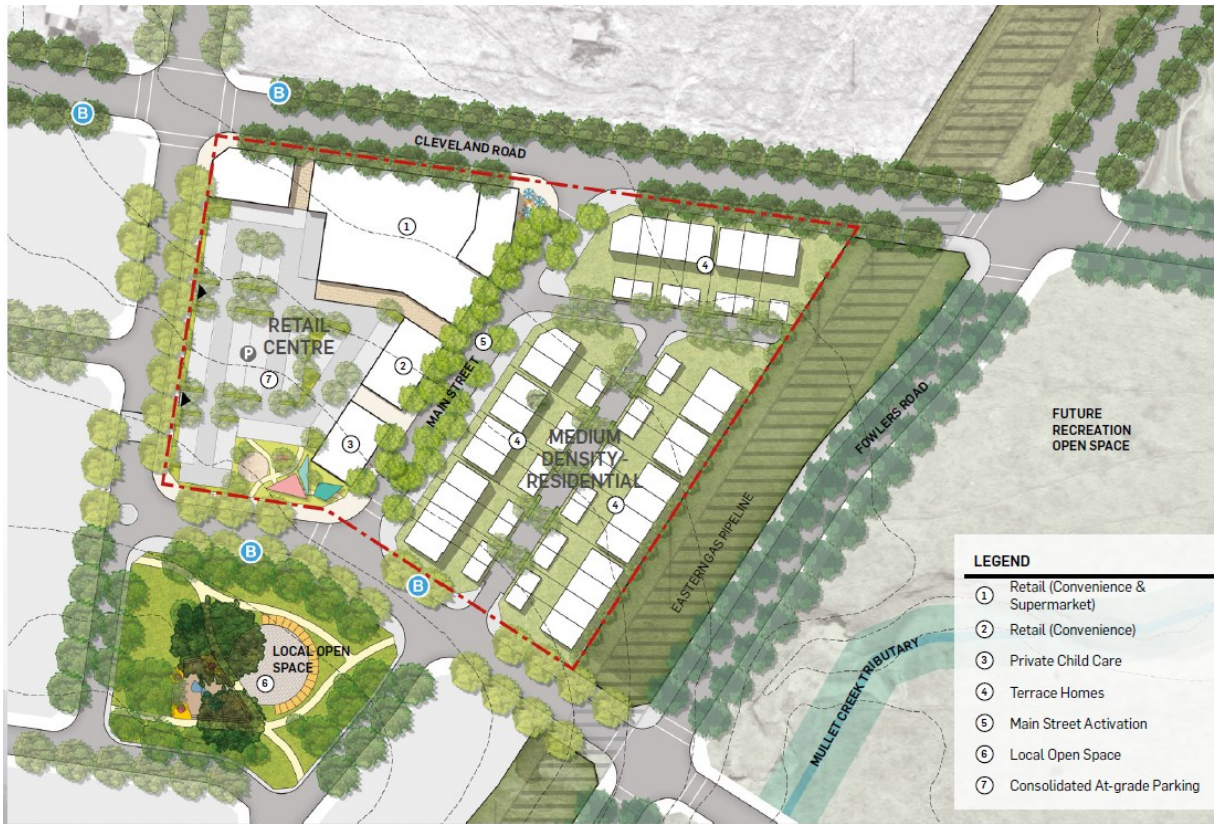 B
B
CLEVELAND ROAD
1
4
RETAIL
CENTRE
P
7
2
5
MAIN STREET
3
4
MEDIUM
DENSITY-
RESIDENTIAL
4
FOWLERS ROAD
FUTURE
RECREATION
OPEN SPACE
EASTERN GAS PIPELINE
B
B
LOCAL OPEN
SPACE
6
MULLET CREEK TRIBUTARY
LEGEND
1 Retail (Convenience &
Supermarket)
2 Retail (Convenience)
3 Private Child Care
4 Terrace Homes
5 Main Street Activation
6 Local Open Space
7 Consolidated At-grade Parking